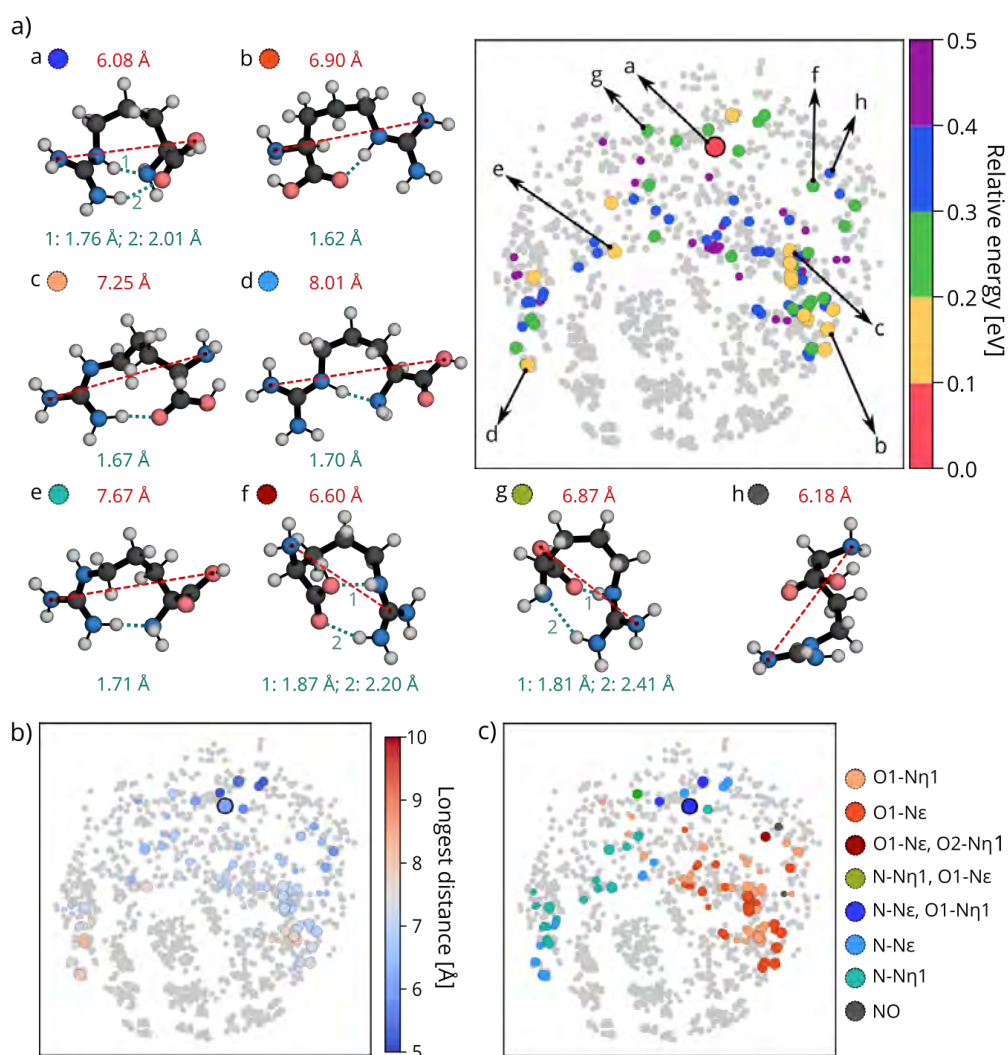 a)
a 6.08 Å
1
2
1: 1.76 Å; 2: 2.01 Å
b 6.90 Å
1.62 Å
c 7.25 Å
1.67 Å
d 8.01 Å
1.70 Å
e 7.67 Å
1.71 Å
f 6.60 Å
1
2
1: 1.87 Å; 2: 2.20 Å
g 6.87 Å
1
2
1: 1.81 Å; 2: 2.41 Å
h 6.18 Å
a
g
f
h
e
c
d
b
0.5
0.4
0.3
0.2
0.1
0.0
Relative energy [eV]
b)
10
9
8
7
6
5
Longest distance [Å]
c)
O1-Nη1
O1-Nε
O1-Nε, O2-Nη1
N-Nη1, O1-Nε
N-Nε, O1-Nη1
N-Nε
N-Nη1
NO